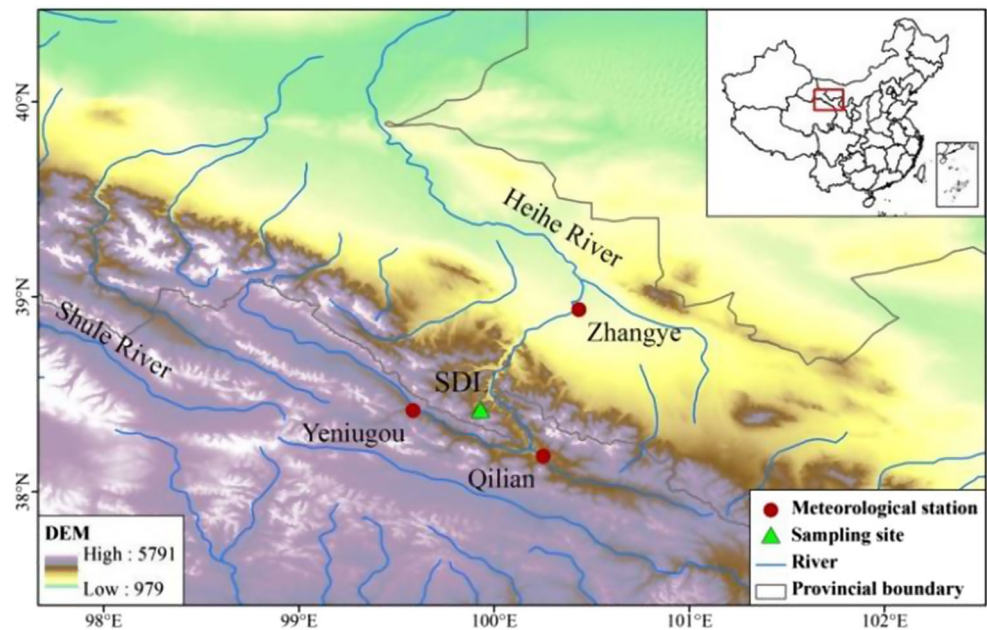 40°N
39°N
38°N
Heihe River
Zhangye
Shule River
SDL
Yeniugou
Qilian
DEM
High : 5791
Low : 979
Meteorological station
Sampling site
River
Provincial boundary
98°E
99°E
100°E
101°E
102°E